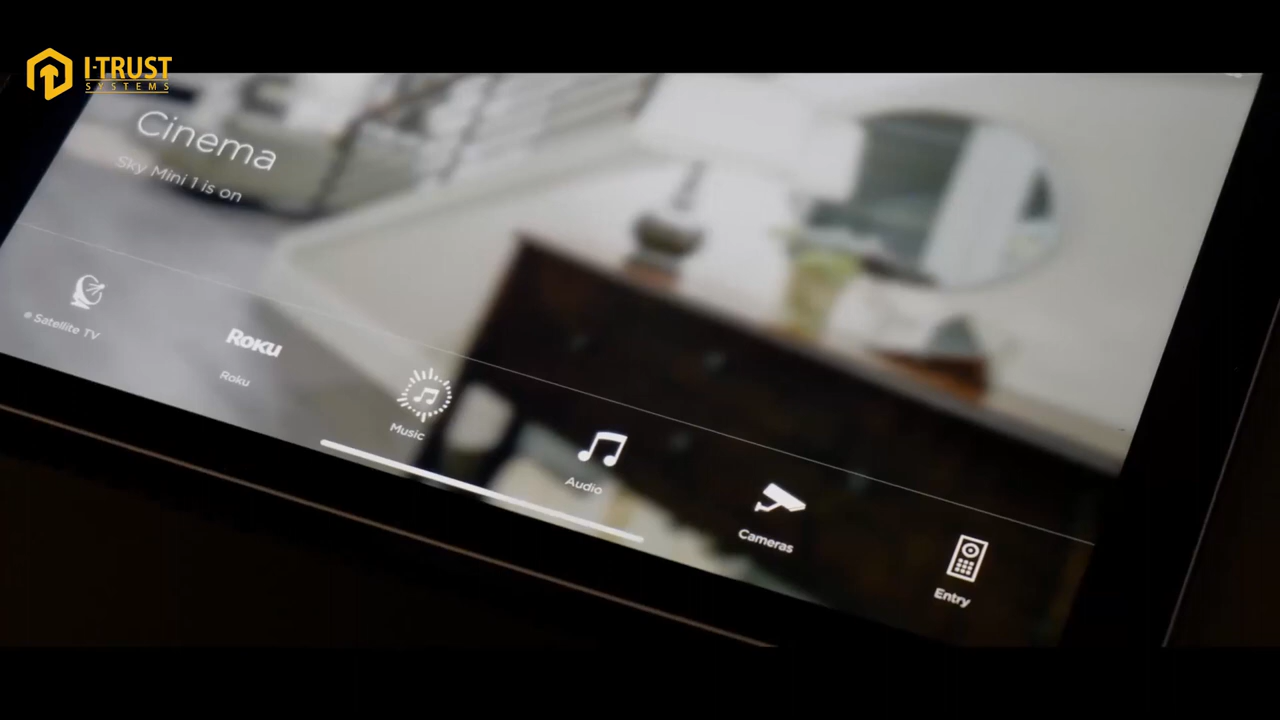 I-TRUST
SYSTEMS
Cinema
Sky Mini 1 is on
Satellite TV
Roku
Roku
Music
Audio
Cameras
Entry